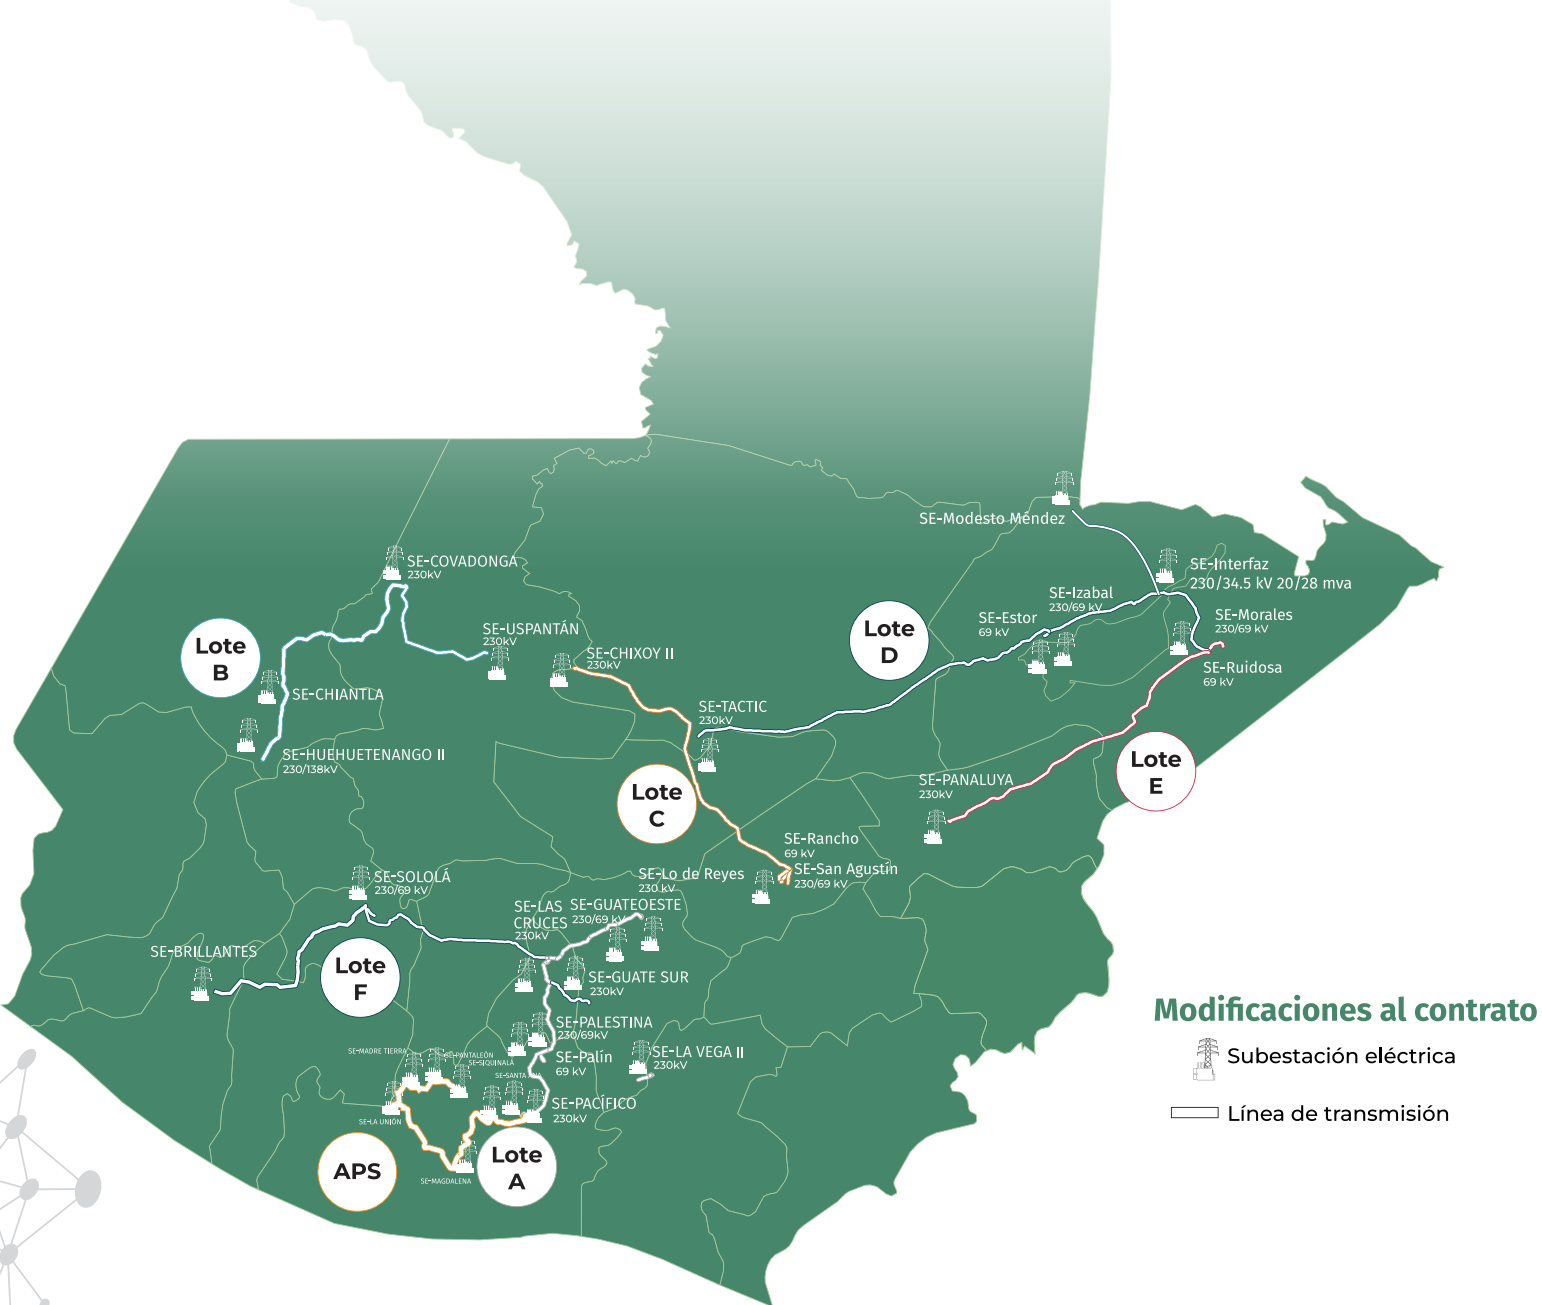 SE-Modesto Méndez
SE-COVADONGA
230kV
SE-Interfaz
230/34.5 kV 20/28 mva
SE-Izabal
230/69 kV
SE-Estor
69 kV
SE-Morales
230/69 kV
SE-Ruidosa
69 kV
Lote
B
SE-USPANTÁN
230kV
SE-CHIXOY II
230kV
Lote
D
SE-CHIANTLA
SE-TACTIC
230kV
SE-HUEHUETENANGO II
230/138kV
Lote
E
SE-PANALUYA
230kV
Lote
C
SE-Rancho
69 kV
SE-San Agustín
230/69 kV
SE-Lo de Reyes
230 kV
SE-SOLOLÁ
230/69 kV
SE-LAS
CRUCES
230kV
SE-GUATEOESTE
230/69 kV
SE-BRILLANTES
Lote
F
SE-GUATE SUR
230kV
SE-PALESTINA
230/69kV
SE-Palín
69 kV
SE-LA VEGA II
230kV
SE-MADRE TIERRA
SE-PANTALEÓN
SE-SIQUINALÁ
SE-SANTA ANA
SE-PACÍFICO
230kV
SE-LA UNIÓN
APS
Lote
A
SE-MAGDALENA
Modificaciones al contrato
Subestación eléctrica
Línea de transmisión